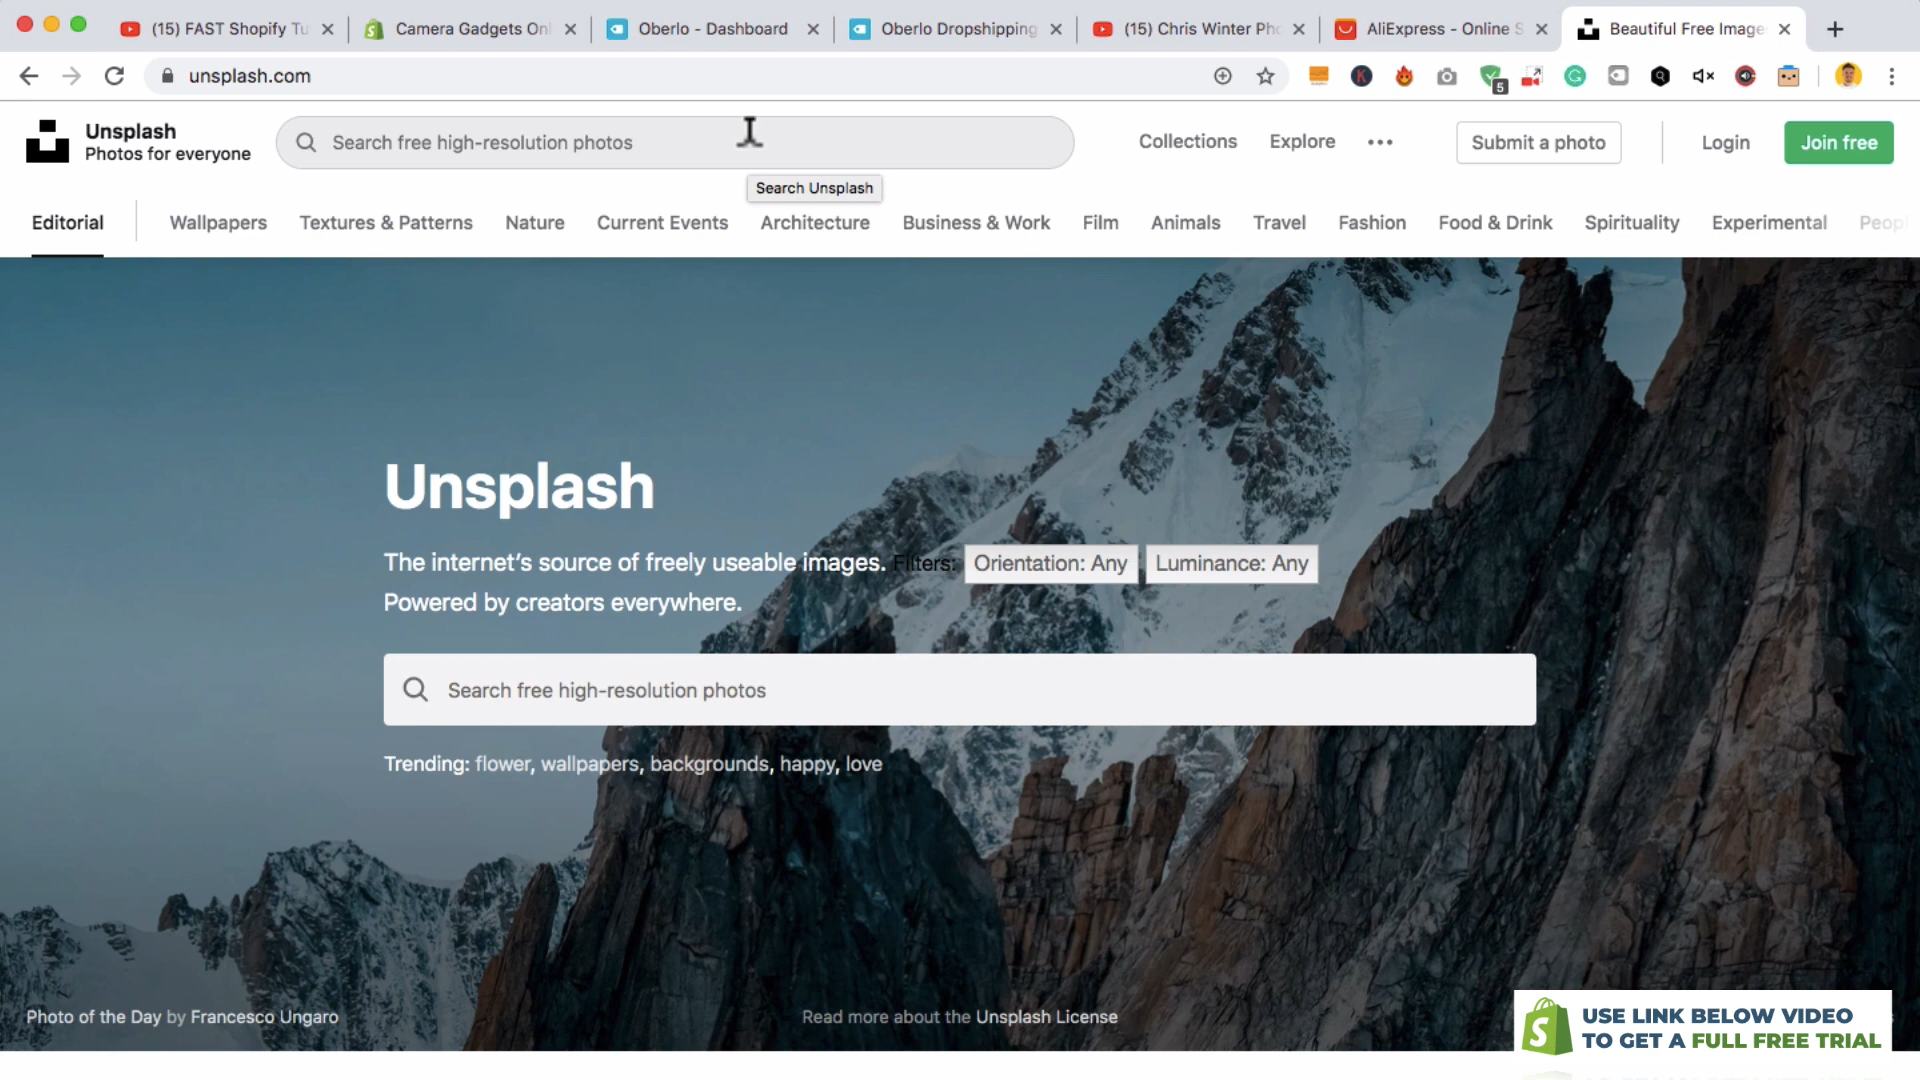 (15) FAST Shopify Tu
Camera Gadgets Onl
Oberlo - Dashboard
Oberlo Dropshipping
(15) Chris Winter Pho
AliExpress - Online S
Beautiful Free Image
unsplash.com
5
Unsplash
Photos for everyone
Search free high-resolution photos
Collections
Explore
Submit a photo
Login
Join free
Search Unsplash
Editorial
Wallpapers
Textures & Patterns
Nature
Current Events
Architecture
Business & Work
Film
Animals
Travel
Fashion
Food & Drink
Spirituality
Experimental
Peop
Unsplash
The internet's source of freely useable images. Filters: Orientation: Any Luminance: Any
Powered by creators everywhere.
Search free high-resolution photos
Trending: flower, wallpapers, backgrounds, happy, love
Photo of the Day by Francesco Ungaro
Read more about the Unsplash License
USE LINK BELOW VIDEO
TO GET A FULL FREE TRIAL